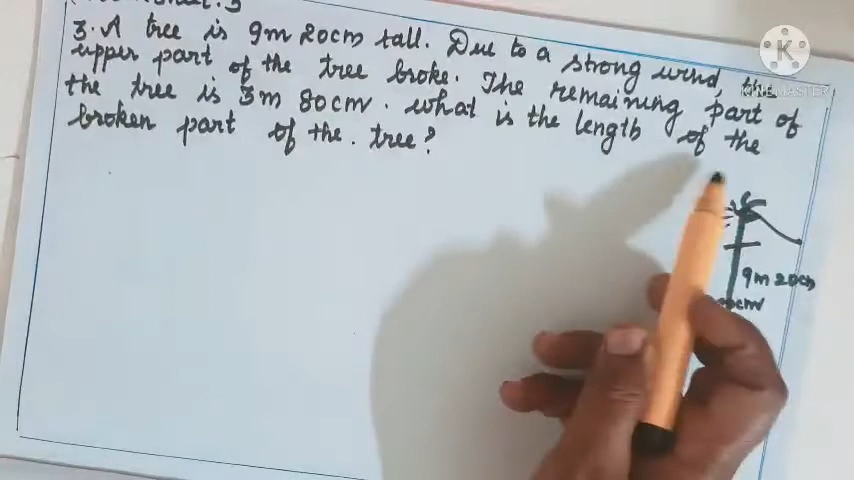 3. A tree is 9m 20cm tall. Due to a strong wind, the
upper part of the tree broke. The remaining part of
the tree is 3m 80cm. what is the length of the
broken part of the. tree?
9m 20cm
KINEMASTER